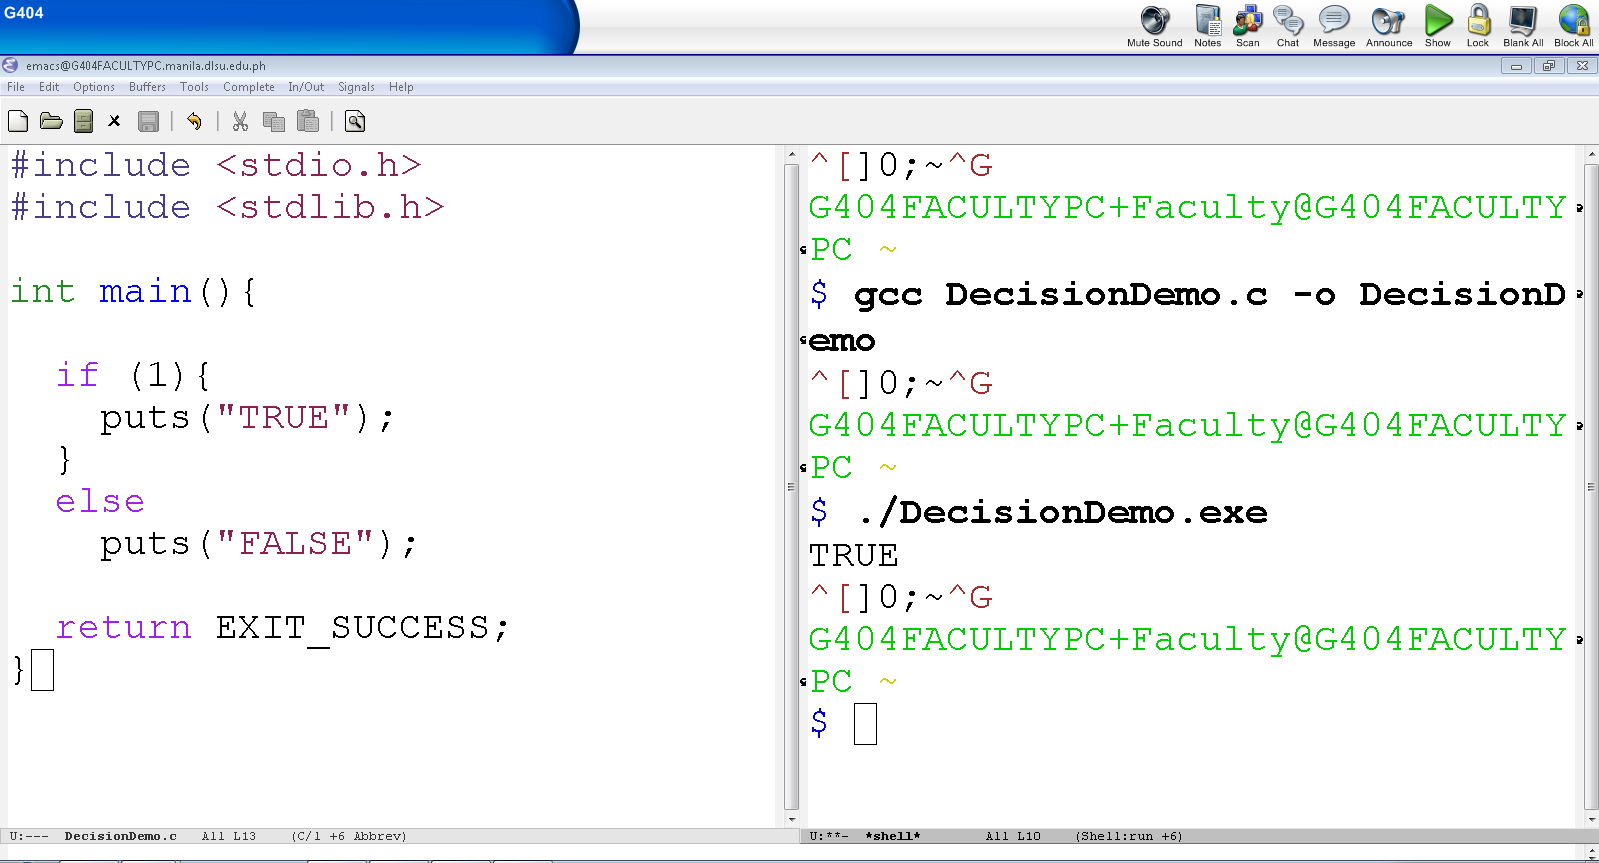 G404
Mute Sound Notes Scan Chat Message Announce Show Lock Blank All Block All
emacs@G404FACULTYPC.manila.dlsu.edu.ph
File Edit Options Buffers Tools Complete In/Out Signals Help
#include <stdio.h>
#include <stdlib.h>
int main(){
if (1){
puts("TRUE");
}
else
puts("FALSE");
return EXIT_SUCCESS;
}
^[]0;~^G
G404FACULTYPC+Faculty@G404FACULTY
PC ~
$ gcc DecisionDemo.c -o DecisionD
emo
^[]0;~^G
G404FACULTYPC+Faculty@G404FACULTY
PC ~
$ ./DecisionDemo.exe
TRUE
^[]0;~^G
G404FACULTYPC+Faculty@G404FACULTY
PC ~
$
U:--- DecisionDemo.c All L13 (C/l +6 Abbrev)
U:**- *shell* All L10 (Shell:run +6)